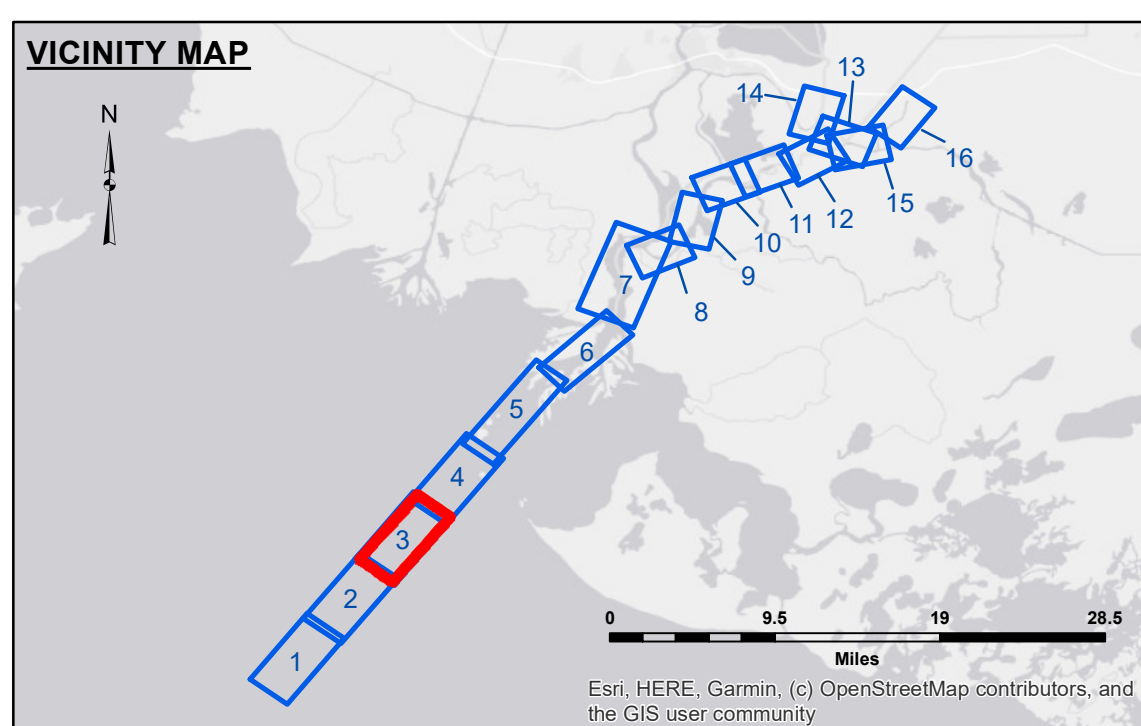 VICINITY MAP
N
13
14
16
15
12
11
10
9
8
7
6
5
4
3
2
1
0 9.5 19 28.5
Miles
Esri, HERE, Garmin, (c) OpenStreetMap contributors, and
the GIS user community